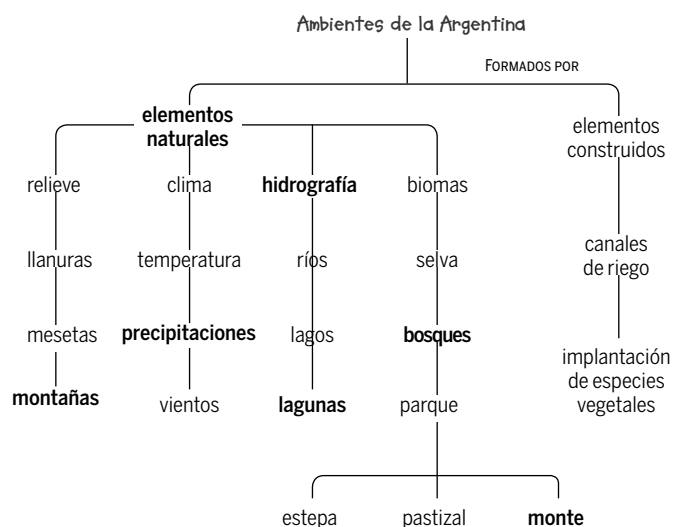 Ambientes de la Argentina
FORMADOS POR
elementos
naturales
elementos
construidos
relieve
clima
hidrografía
biomas
llanuras
temperatura
ríos
selva
canales
de riego
mesetas
precipitaciones
lagos
bosques
implantación
de especies
vegetales
montañas
vientos
lagunas
parque
estepa
pastizal
monte